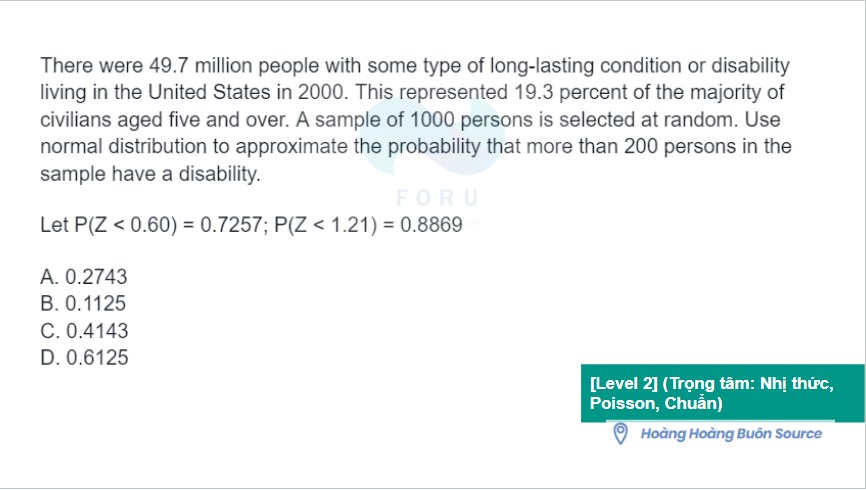 There were 49.7 million people with some type of long-lasting condition or disability
living in the United States in 2000. This represented 19.3 percent of the majority of
civilians aged five and over. A sample of 1000 persons is selected at random. Use
normal distribution to approximate the probability that more than 200 persons in the
sample have a disability.
FORU
Let P(Z < 0.60) = 0.7257; P(Z < 1.21) = 0.8869
A. 0.2743
B. 0.1125
C. 0.4143
D. 0.6125
[Level 2] (Trọng tâm: Nhị thức,
Poisson, Chuẩn)
Hoàng Hoàng Buôn Source